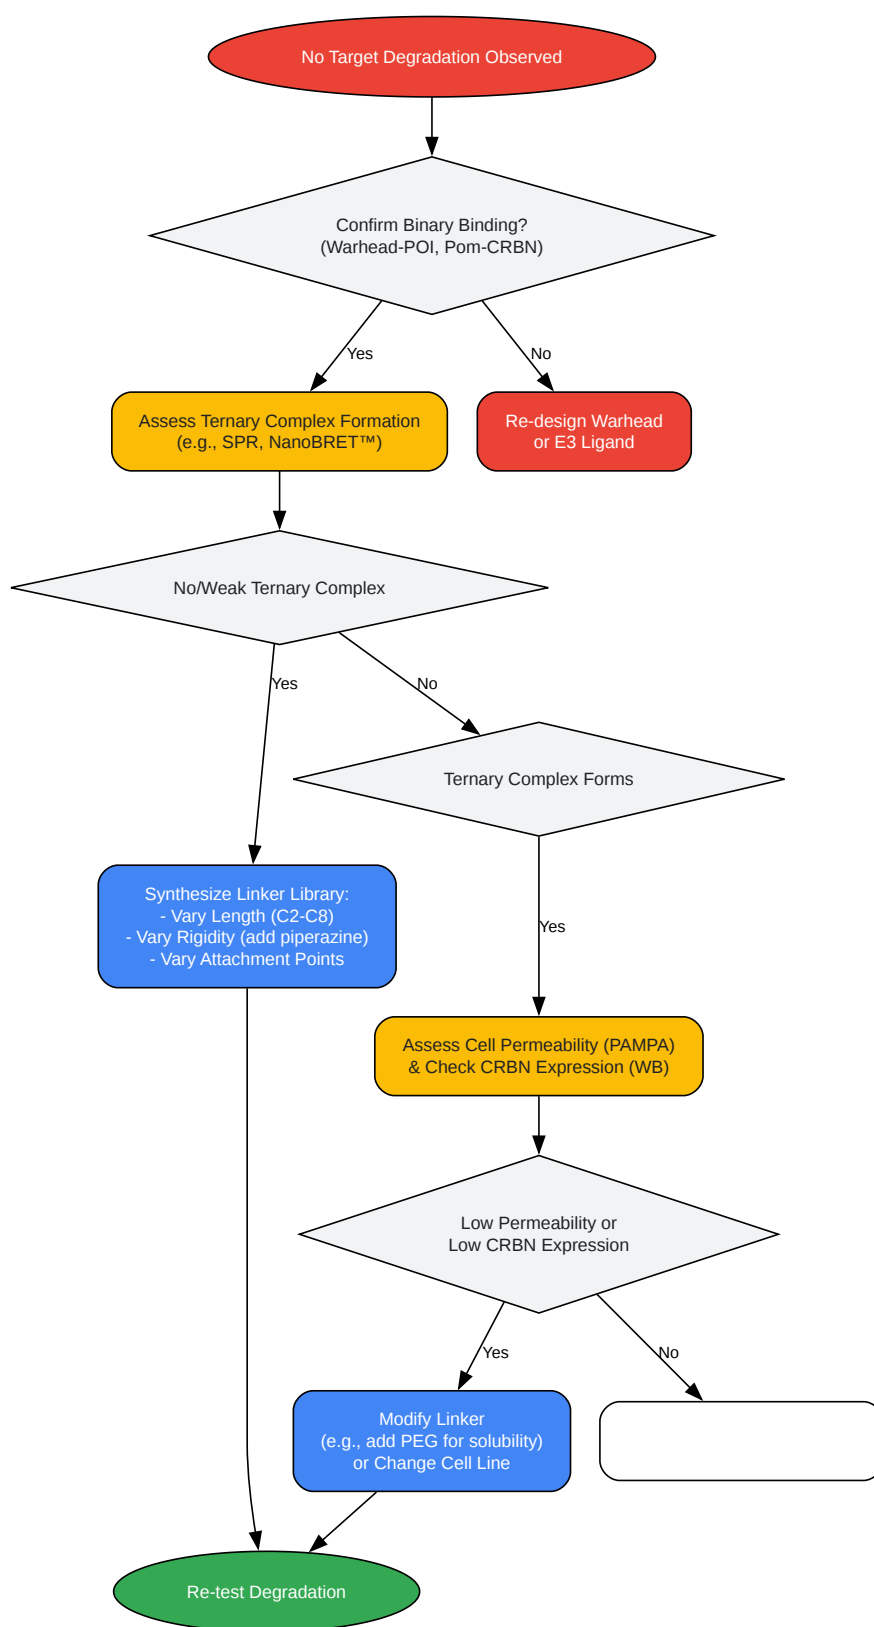 No Target Degradation Observed
Confirm Binary Binding?
(Warhead-POI, Pom-CRBN)
Yes
No
Assess Ternary Complex Formation
(e.g., SPR, NanoBRET™)
Re-design Warhead
or E3 Ligand
No/Weak Ternary Complex
Yes
No
Ternary Complex Forms
Synthesize Linker Library:
- Vary Length (C2-C8)
- Vary Rigidity (add piperazine)
- Vary Attachment Points
Yes
Assess Cell Permeability (PAMPA)
& Check CRBN Expression (WB)
Low Permeability or
Low CRBN Expression
Yes
No
Modify Linker
(e.g., add PEG for solubility)
or Change Cell Line
Re-test Degradation